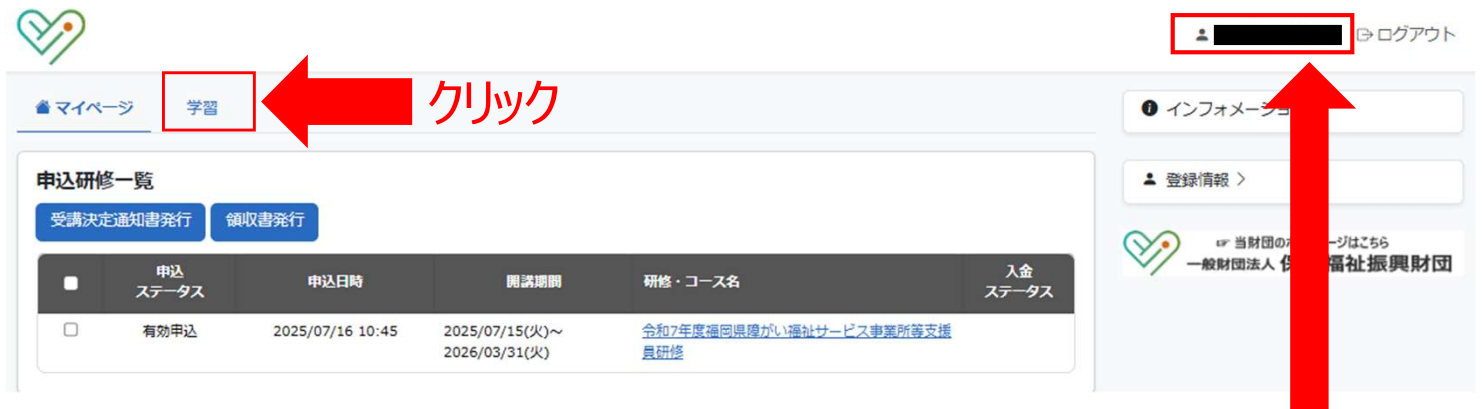 ログアウト
マイページ 学習
クリック
インフォメーショ
申込研修一覧
登録情報 >
受講決定通知書発行 領収書発行
☞ 当財団のホ
ージはこちら
一般財団法人
福祉振興財団
申込
ステータス
申込日時
開講期間
研修・コース名
入金
ステータス
有効申込
2025/07/16 10:45
2025/07/15(火)～
2026/03/31(火)
令和7年度福岡県障がい福祉サービス事業所等支援
員研修